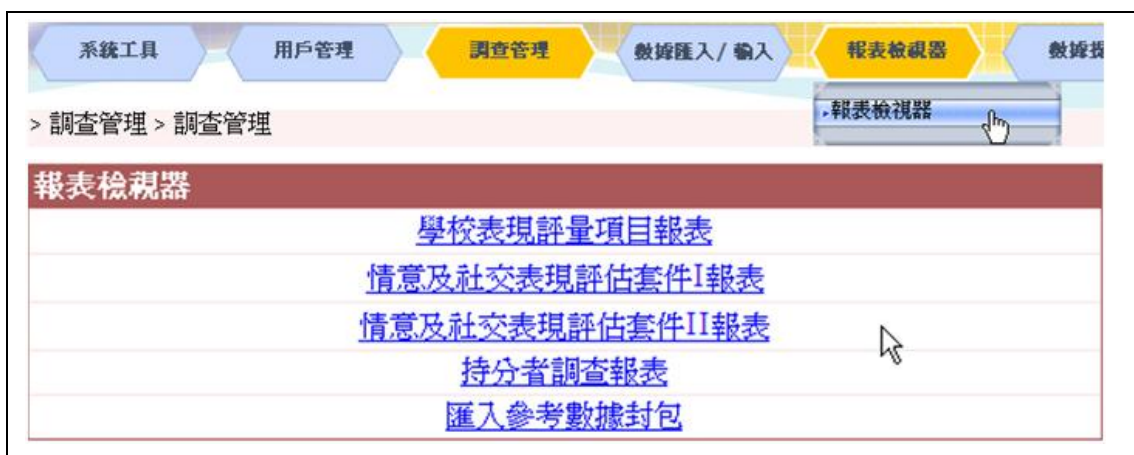 系統工具 用戶管理 調查管理 數據匯入/ 輸入 報表檢視器 數據
報表檢視器
> 調查管理 > 調查管理
報表檢視器
學校表現評量項目報表
情意及社交表現評估套件I報表
情意及社交表現評估套件II報表
持分者調查報表
匯入參考數據封包